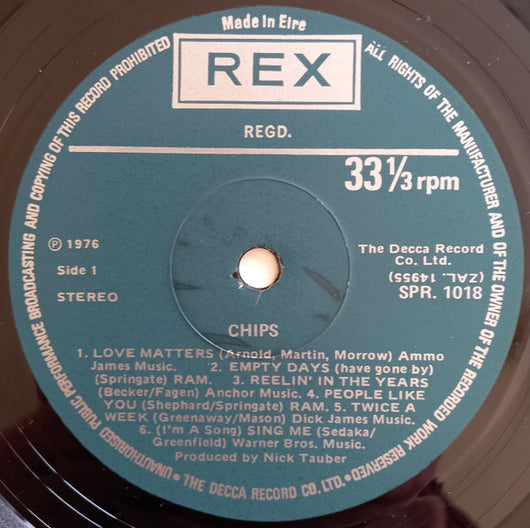 Made in Eire
REX
REGD.
33⅓ rpm
℗ 1976
Side 1
STEREO
The Decca Record
Co. Ltd.
(ZAL. 14955)
SPR. 1018
CHIPS
1. LOVE MATTERS (Arnold, Martin, Morrow) Ammo
James Music. 2. EMPTY DAYS (have gone by)
(Springate) RAM. 3. REELIN' IN THE YEARS
(Becker/Fagen) Anchor Music. 4. PEOPLE LIKE
YOU (Shephard/Springate) RAM. 5. TWICE A
WEEK (Greenaway/Mason) Dick James Music.
6. (I'm A Song) SING ME (Sedaka/
Greenfield) Warner Bros. Music.
Produced by Nick Tauber
ALL RIGHTS OF THE MANUFACTURER AND OF THE OWNER OF THE RECORDED WORK RESERVED • THE DECCA RECORD CO. LTD. • UNAUTHORISED PUBLIC PERFORMANCE BROADCASTING AND COPYING OF THIS RECORD PROHIBITED